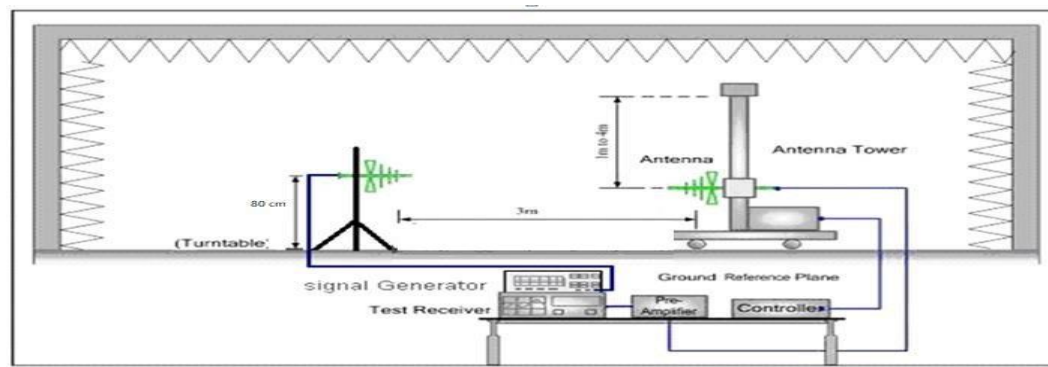 1m to 4m
Antenna
Antenna Tower
80 cm
3m
(Turntable)
Ground Reference Plane
signal Generator
Test Receiver
Pre-
Amplifier
Controller